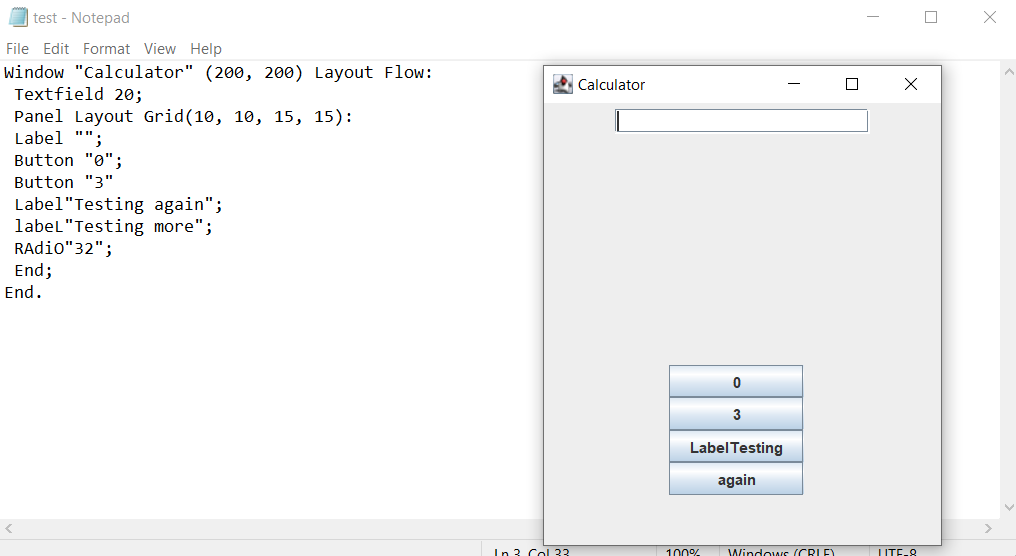 test - Notepad
File Edit Format View Help
Window "Calculator" (200, 200) Layout Flow:
Textfield 20;
Panel Layout Grid(10, 10, 15, 15):
Label "";
Button "0";
Button "3"
Label"Testing again";
labeL"Testing more";
RAdiO"32";
End;
End.
Calculator
0
3
LabelTesting
again
Ln 3, Col 33
100%
Windows (CRLF)
UTF-8